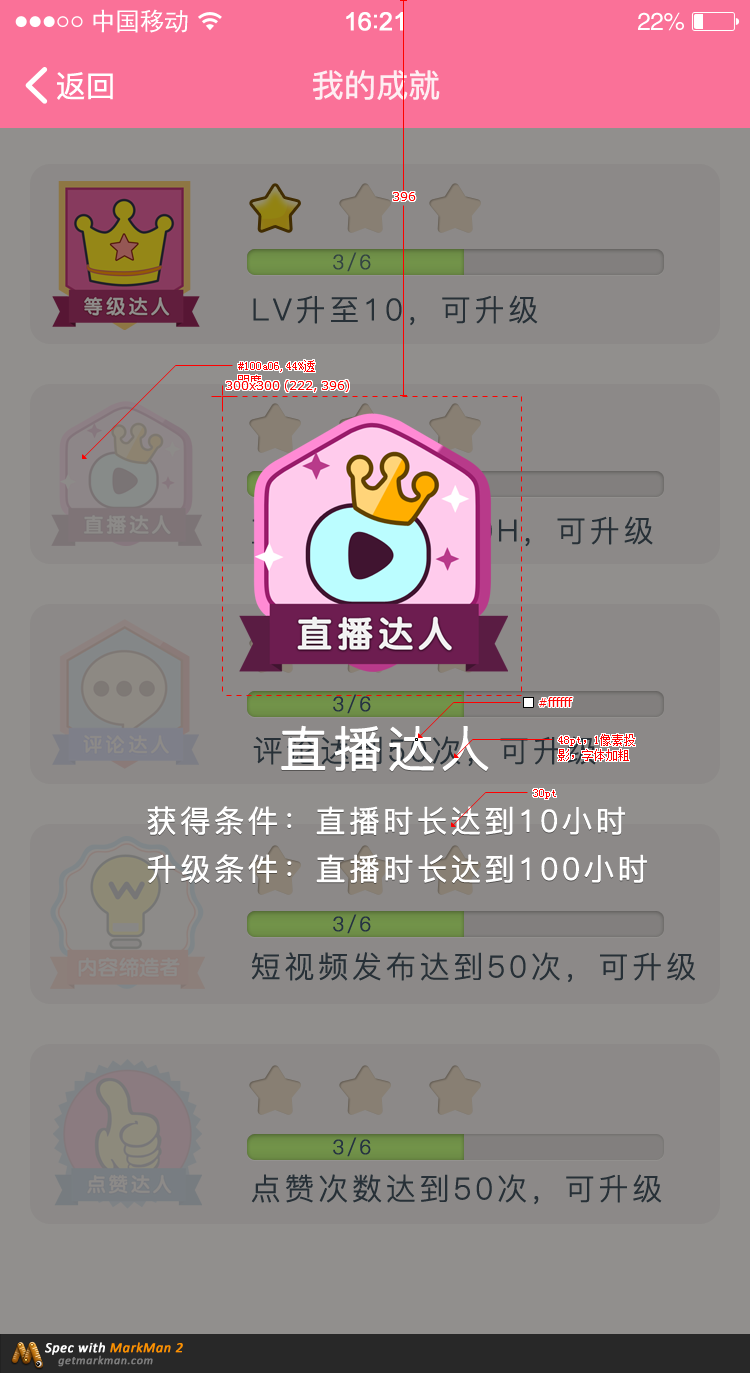 中国移动
16:21
22%
返回
我的成就
396
3/6
等级达人
LV升至10，可升级
#100a06, 44%透
明度
300x300 (222, 396)
直播达人
H，可升级
直播达人
3/6
#ffffff
评论达人
50次，可升级
48pt，1像素投
影，字体加粗
直播达人
30pt
获得条件：直播时长达到10小时
升级条件：直播时长达到100小时
3/6
内容缔造者
短视频发布达到50次，可升级
3/6
点赞达人
点赞次数达到50次，可升级
Spec with MarkMan 2
getmarkman.com